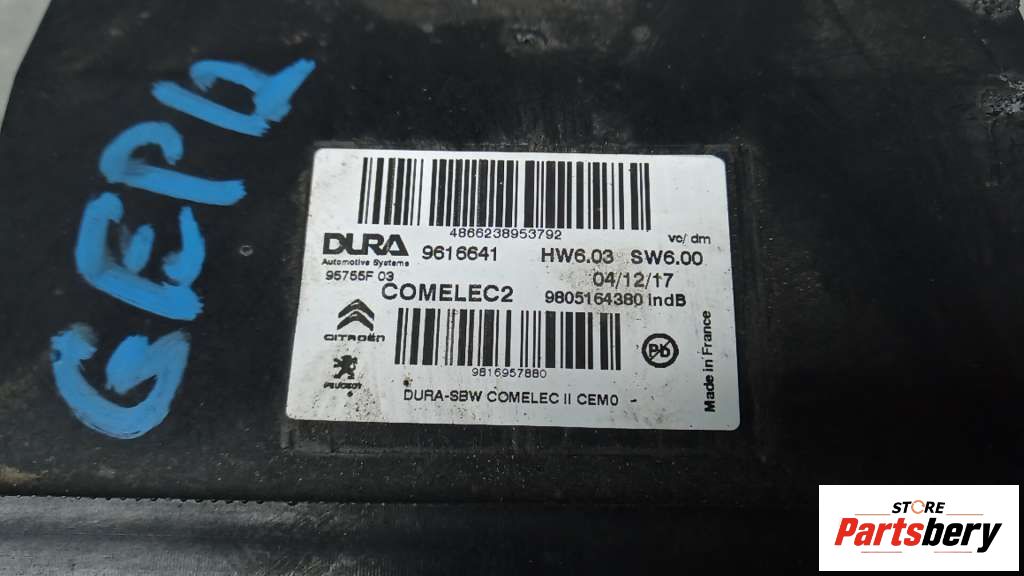 GEPU
4866238953792
vc/ dm
DURA
Automotive Systems
9616641
HW6.03 SW6.00
95755F 03
04/12/17
COMELEC2
9805164380 indB
CITROËN
Pb
9816957880
PEUGEOT
DURA-SBW COMELEC II CEM0
Made in France
STORE
Partsbery